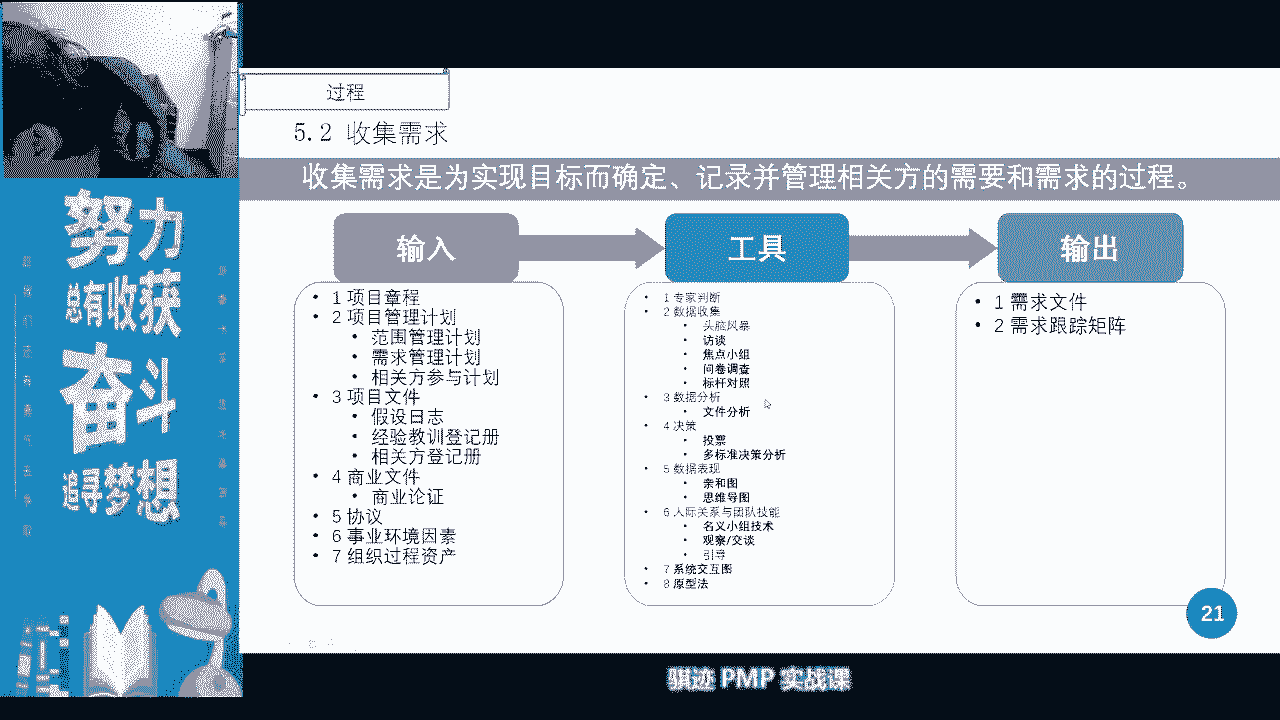 过程
5.2 收集需求
收集需求是为实现目标而确定、记录并管理相关方的需要和需求的过程。
努力
总有收获
奋斗
追寻梦想
输入
• 1 项目章程
• 2 项目管理计划
• 范围管理计划
• 需求管理计划
• 相关方参与计划
• 3 项目文件
• 假设日志
• 经验教训登记册
• 相关方登记册
• 4 商业文件
• 商业论证
• 5 协议
• 6 事业环境因素
• 7 组织过程资产
工具
• 1 专家判断
• 2 数据收集
• 头脑风暴
• 访谈
• 焦点小组
• 问卷调查
• 标杆对照
• 3 数据分析
• 文件分析
• 4 决策
• 投票
• 多标准决策分析
• 5 数据表现
• 亲和图
• 思维导图
• 6 人际关系与团队技能
• 名义小组技术
• 观察/交谈
• 引导
• 7 系统交互图
• 8 原型法
输出
• 1 需求文件
• 2 需求跟踪矩阵
21
骐迹 PMP 实战课